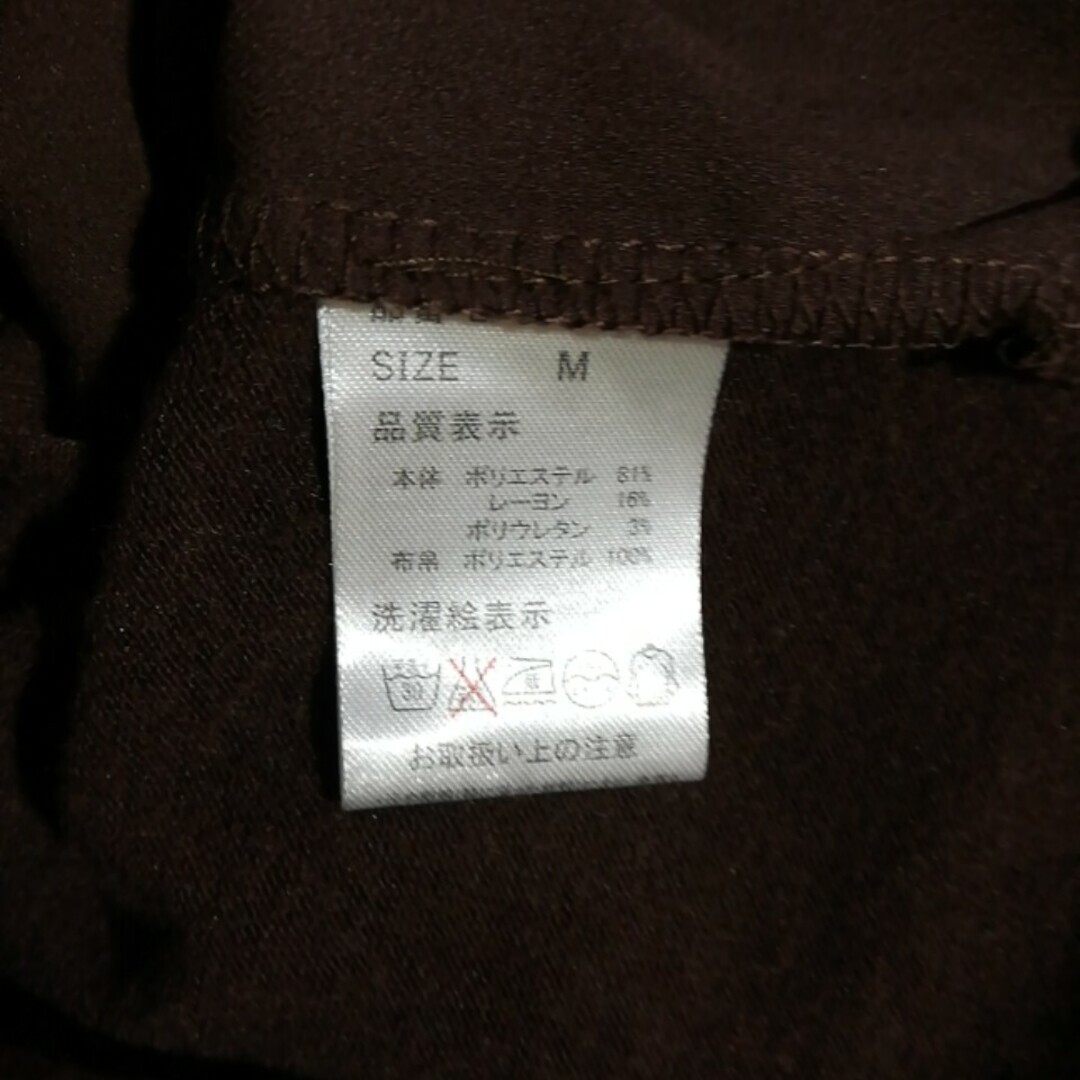 SIZE M
品質表示
本体 ポリエステル 81%
レーヨン 16%
ポリウレタン 3%
布帛 ポリエステル 100%
洗濯絵表示
30
お取扱い上の注意